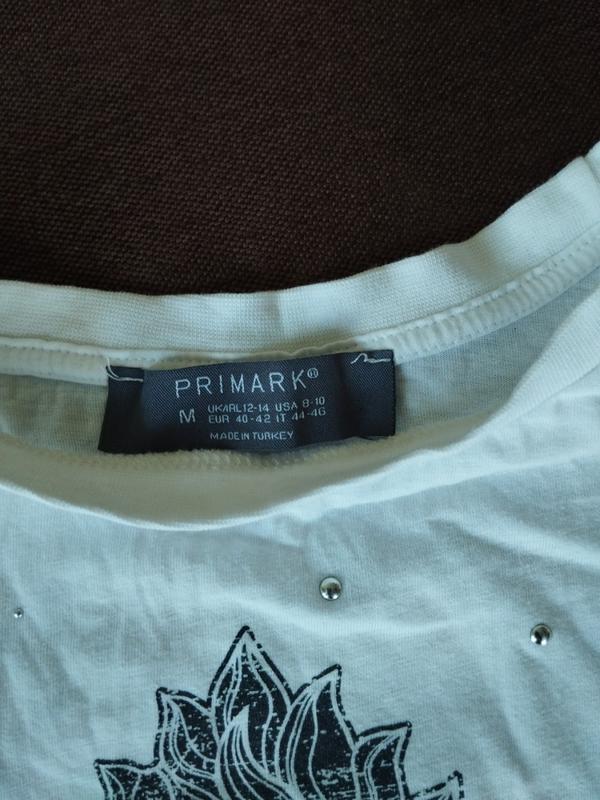 PRIMARK®
M UK/IRL 12-14 USA 8-10
EUR 40-42 IT 44-46
MADE IN TURKEY